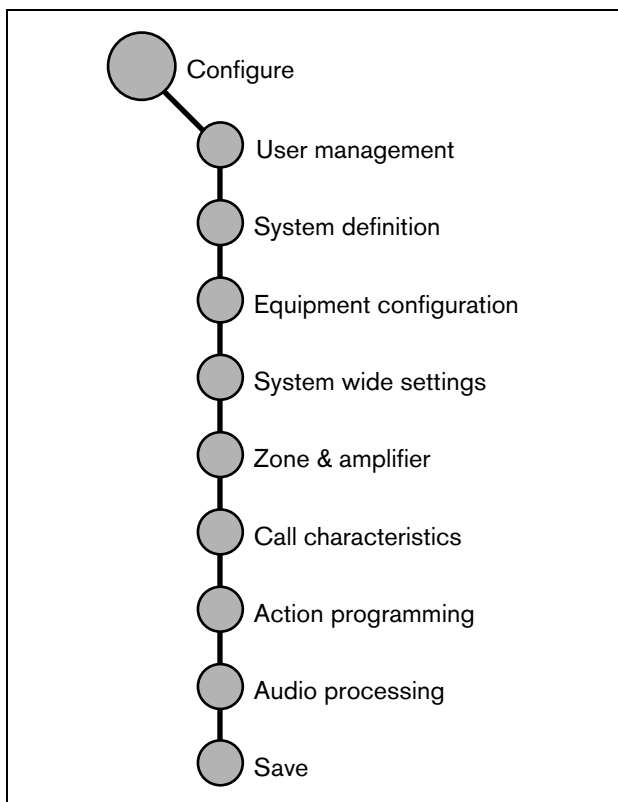 Configure
User management
System definition
Equipment configuration
System wide settings
Zone & amplifier
Call characteristics
Action programming
Audio processing
Save